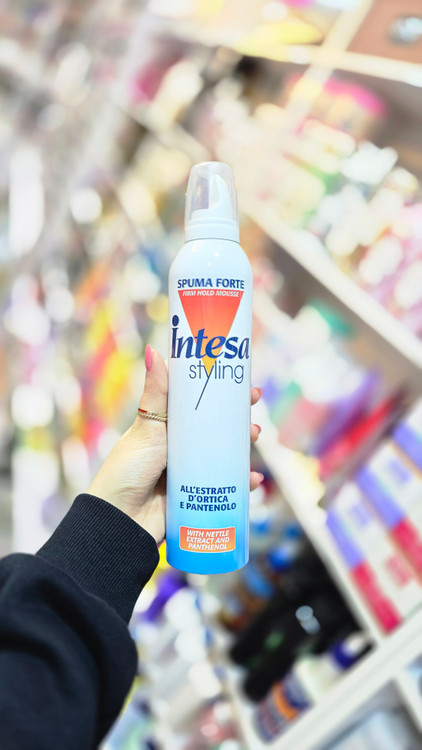 SPUMA FORTE
FIRM HOLD MOUSSE
intesa
styling
ALL'ESTRATTO
D'ORTICA
E PANTENOLO
WITH NETTLE
EXTRACT AND
PANTHENOL